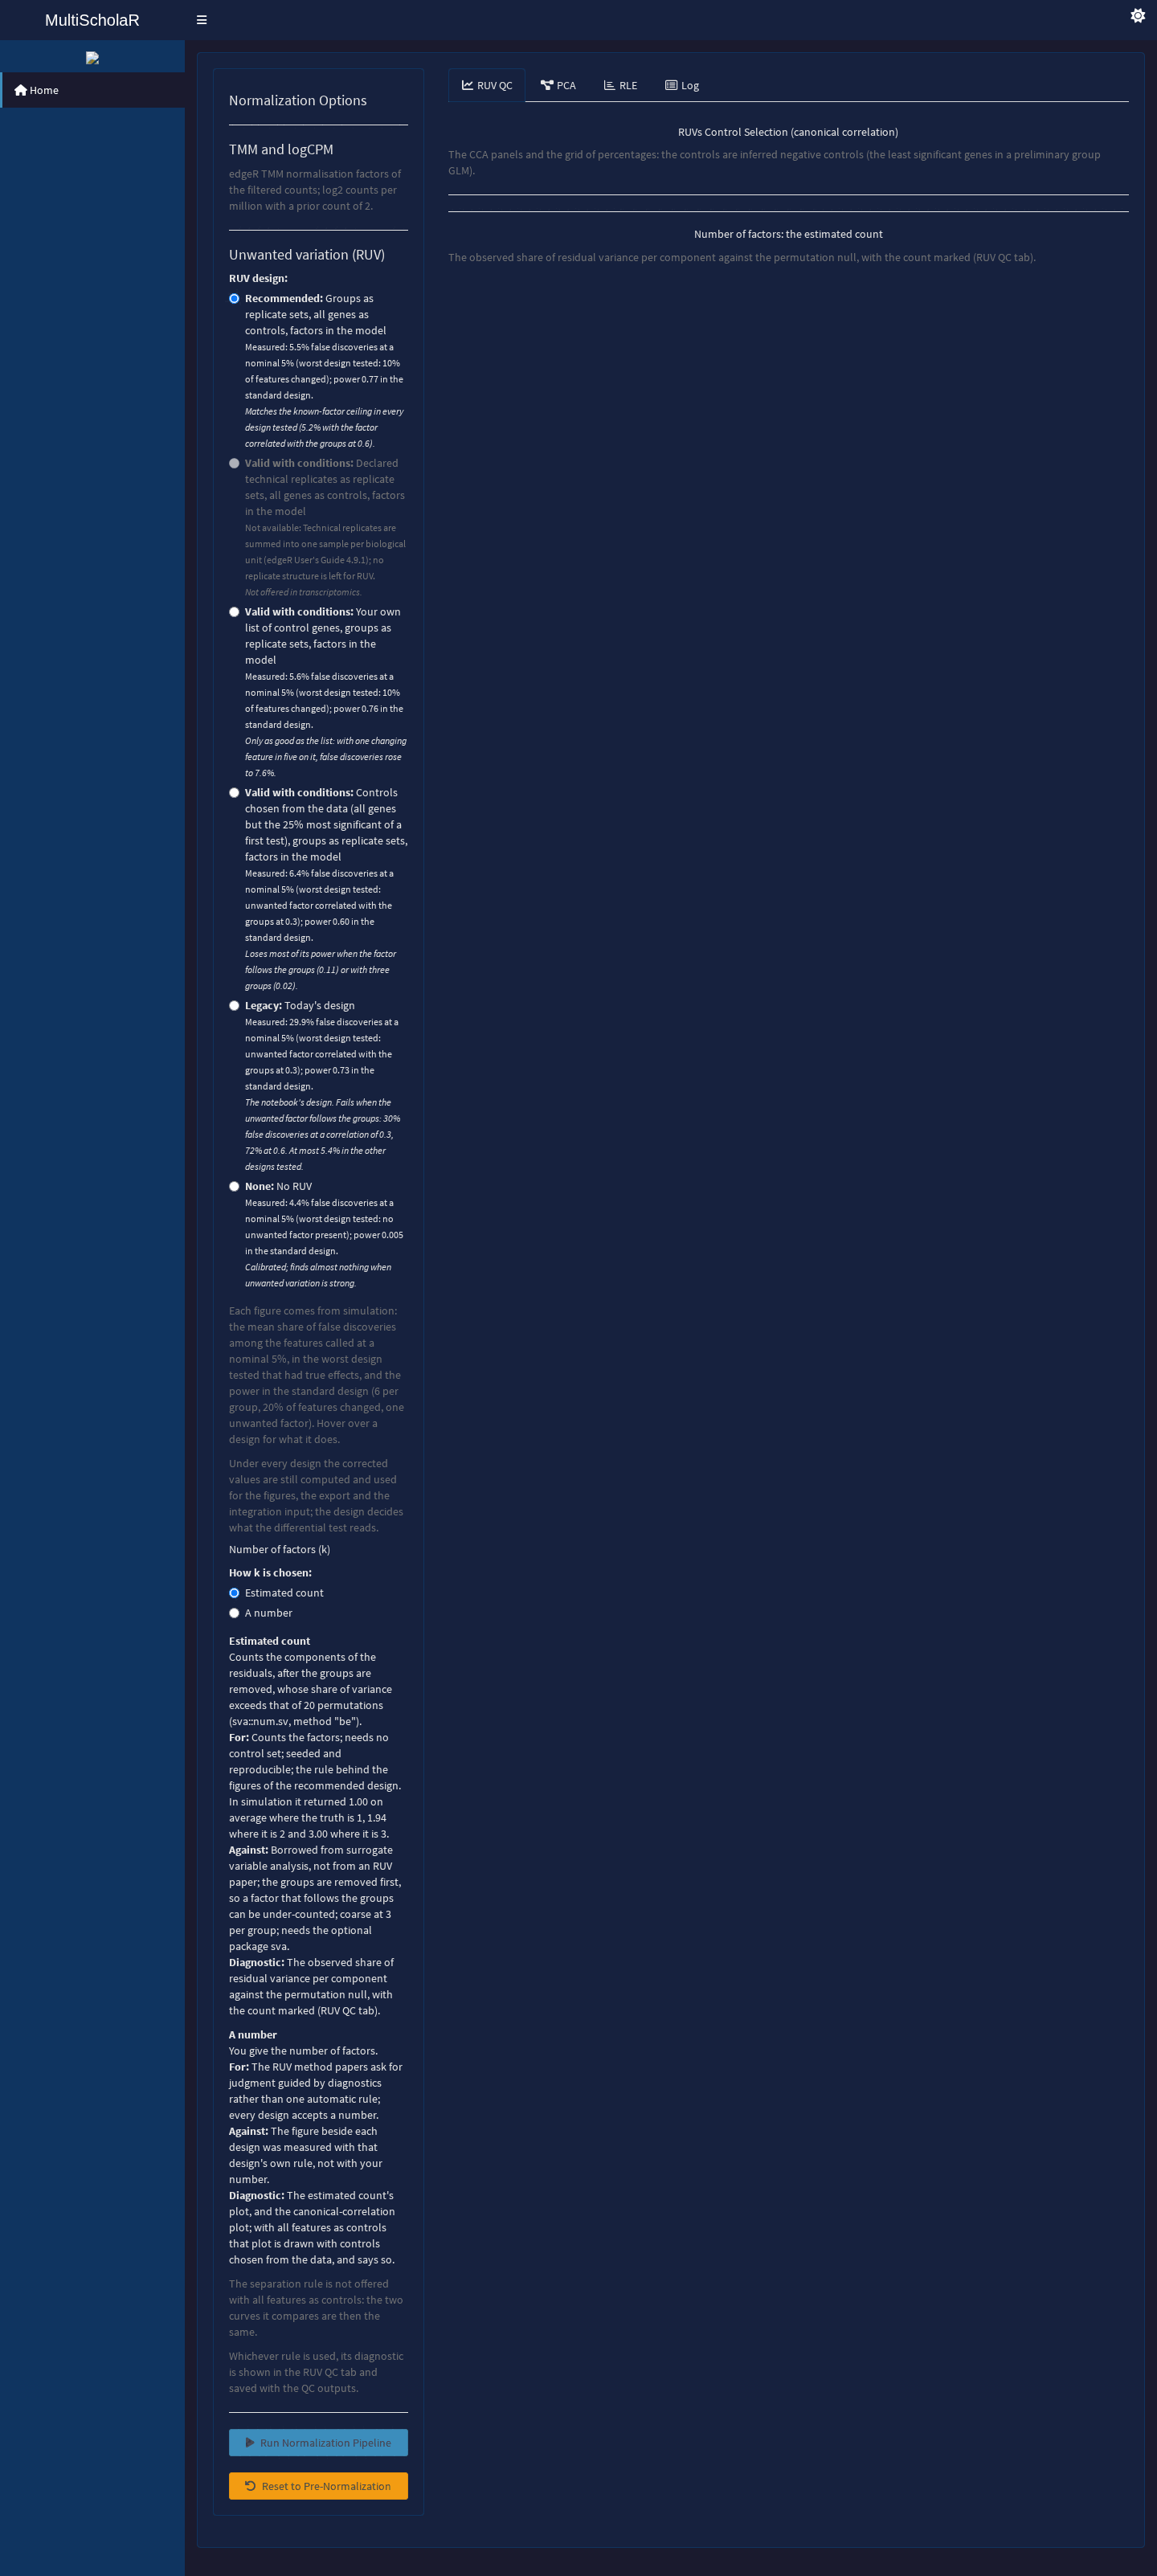 MultiScholaR
Home
Normalization Options
TMM and logCPM
edgeR TMM normalisation factors of
the filtered counts; log2 counts per
million with a prior count of 2.
Unwanted variation (RUV)
RUV design:
Recommended: Groups as
replicate sets, all genes as
controls, factors in the model
Measured: 5.5% false discoveries at a
nominal 5% (worst design tested: 10%
of features changed); power 0.77 in the
standard design.
Matches the known-factor ceiling in every
design tested (5.2% with the factor
correlated with the groups at 0.6).
Valid with conditions: Declared
technical replicates as replicate
sets, all genes as controls, factors
in the model
Not available: Technical replicates are
summed into one sample per biological
unit (edgeR User's Guide 4.9.1); no
replicate structure is left for RUV.
Not offered in transcriptomics.
Valid with conditions: Your own
list of control genes, groups as
replicate sets, factors in the
model
Measured: 5.6% false discoveries at a
nominal 5% (worst design tested: 10%
of features changed); power 0.76 in the
standard design.
Only as good as the list: with one changing
feature in five on it, false discoveries rose
to 7.6%.
Valid with conditions: Controls
chosen from the data (all genes
but the 25% most significant of a
first test), groups as replicate sets,
factors in the model
Measured: 6.4% false discoveries at a
nominal 5% (worst design tested:
unwanted factor correlated with the
groups at 0.3); power 0.60 in the
standard design.
Loses most of its power when the factor
follows the groups (0.11) or with three
groups (0.02).
Legacy: Today's design
Measured: 29.9% false discoveries at a
nominal 5% (worst design tested:
unwanted factor correlated with the
groups at 0.3); power 0.73 in the
standard design.
The notebook's design. Fails when the
unwanted factor follows the groups: 30%
false discoveries at a correlation of 0.3,
72% at 0.6. At most 5.4% in the other
designs tested.
None: No RUV
Measured: 4.4% false discoveries at a
nominal 5% (worst design tested: no
unwanted factor present); power 0.005
in the standard design.
Calibrated; finds almost nothing when
unwanted variation is strong.
Each figure comes from simulation:
the mean share of false discoveries
among the features called at a
nominal 5%, in the worst design
tested that had true effects, and the
power in the standard design (6 per
group, 20% of features changed, one
unwanted factor). Hover over a
design for what it does.
Under every design the corrected
values are still computed and used
for the figures, the export and the
integration input; the design decides
what the differential test reads.
Number of factors (k)
How k is chosen:
Estimated count
A number
Estimated count
Counts the components of the
residuals, after the groups are
removed, whose share of variance
exceeds that of 20 permutations
(sva::num.sv, method "be").
For: Counts the factors; needs no
control set; seeded and
reproducible; the rule behind the
figures of the recommended design.
In simulation it returned 1.00 on
average where the truth is 1, 1.94
where it is 2 and 3.00 where it is 3.
Against: Borrowed from surrogate
variable analysis, not from an RUV
paper; the groups are removed first,
so a factor that follows the groups
can be under-counted; coarse at 3
per group; needs the optional
package sva.
Diagnostic: The observed share of
residual variance per component
against the permutation null, with
the count marked (RUV QC tab).
A number
You give the number of factors.
For: The RUV method papers ask for
judgment guided by diagnostics
rather than one automatic rule;
every design accepts a number.
Against: The figure beside each
design was measured with that
design's own rule, not with your
number.
Diagnostic: The estimated count's
plot, and the canonical-correlation
plot; with all features as controls
that plot is drawn with controls
chosen from the data, and says so.
The separation rule is not offered
with all features as controls: the two
curves it compares are then the
same.
Whichever rule is used, its diagnostic
is shown in the RUV QC tab and
saved with the QC outputs.
Run Normalization Pipeline
Reset to Pre-Normalization
RUV QC
PCA
RLE
Log
RUVs Control Selection (canonical correlation)
The CCA panels and the grid of percentages: the controls are inferred negative controls (the least significant genes in a preliminary group
GLM).
Number of factors: the estimated count
The observed share of residual variance per component against the permutation null, with the count marked (RUV QC tab).